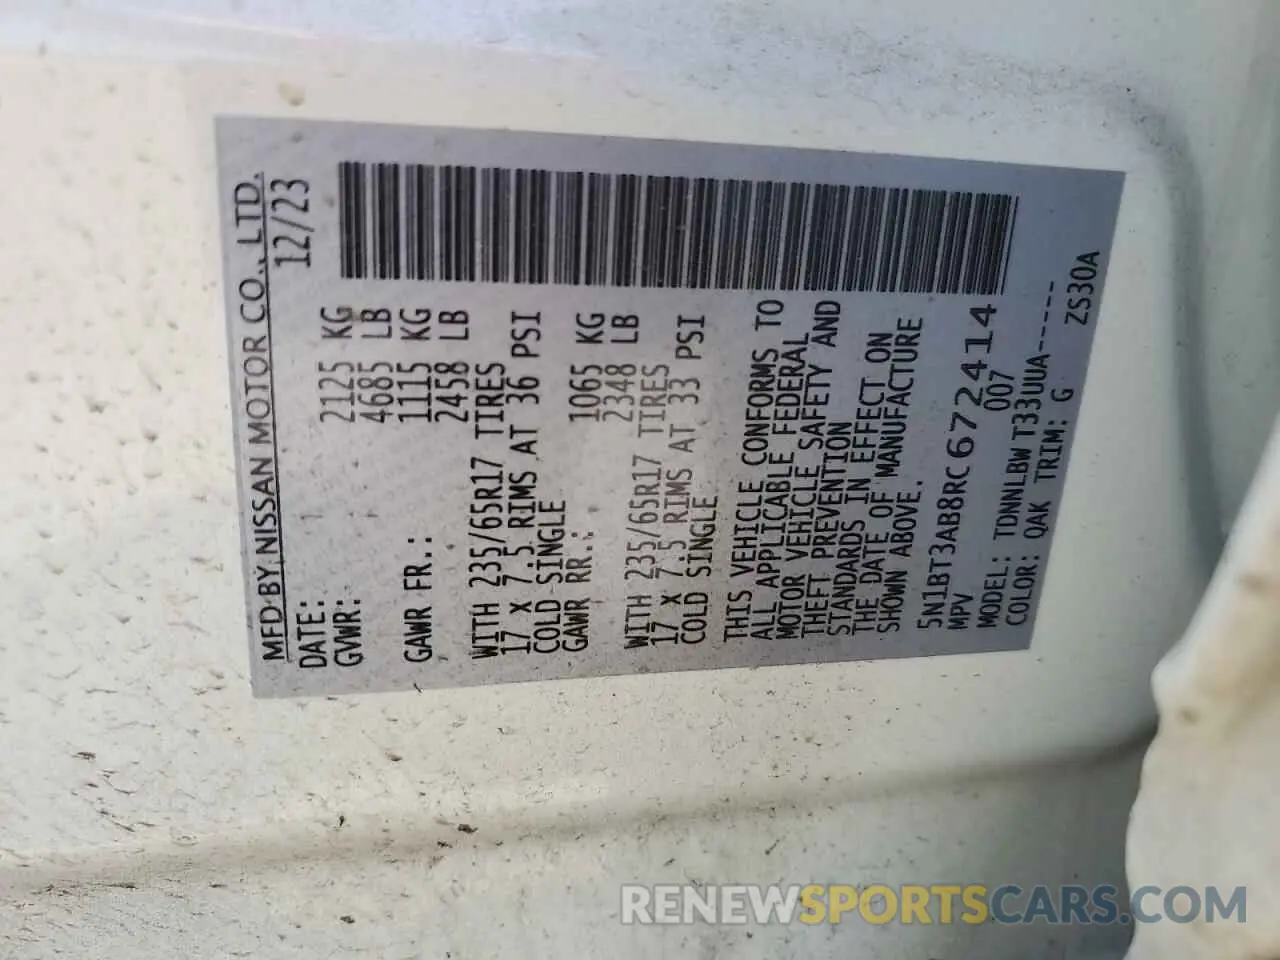 MFD BY:NISSAN MOTOR CO., LTD.
DATE: 12/23
GVWR: 2125 KG
4685 LB
GAWR FR.: 1115 KG
2458 LB
WITH 235/65R17 TIRES
17 X 7.5 RIMS AT 36 PSI
COLD SINGLE
GAWR RR.: 1065 KG
2348 LB
WITH 235/65R17 TIRES
17 X 7.5 RIMS AT 33 PSI
COLD SINGLE
THIS VEHICLE CONFORMS TO
ALL APPLICABLE FEDERAL
MOTOR VEHICLE SAFETY AND
THEFT PREVENTION
STANDARDS IN EFFECT ON
THE DATE OF MANUFACTURE
SHOWN ABOVE.
5N1BT3AB8RC672414
MPV 007
MODEL: TDNNLBW T33UUA-----
COLOR: QAK TRIM: G ZS30A
RENEWSPORTSCARS.COM